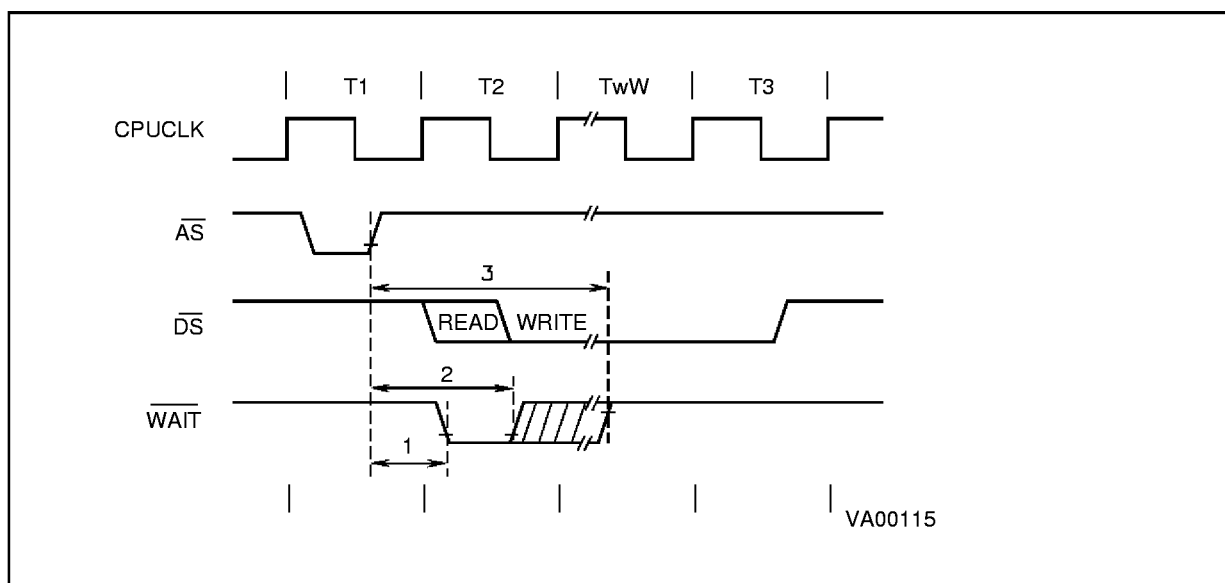 T1 T2 TwW T3
CPUCLK
AS
3
DS READ WRITE
2
WAIT
1
VA00115